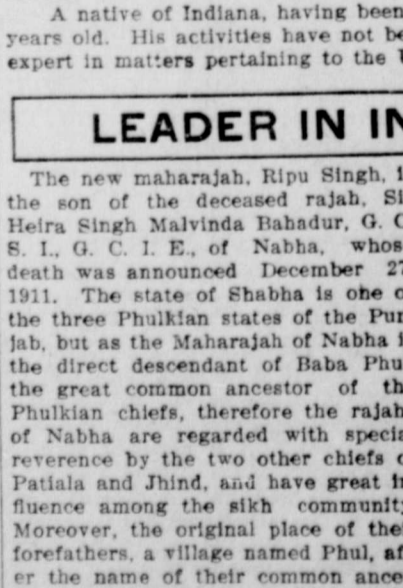 A native of Indiana, having been
years old. His activities have not be
expert in matters pertaining to the
LEADER IN IN
The new maharajah, Ripu Singh, i
the son of the deceased rajah, Si
Heira Singh Malvinda Bahadur, G. C
S. I., G. C. I. E., of Nabha, whos
death was announced December 27
1911. The state of Shabha is one o
the three Phulkian states of the Pun
jab, but as the Maharajah of Nabha i
the direct descendant of Baba Phu
the great common ancestor of th
Phulkian chiefs, therefore the rajah
of Nabha are regarded with specia
reverence by the two other chiefs o
Patiala and Jhind, and have great in
fluence among the sikh communit
Moreover, the original place of thei
forefathers, a village named Phul, af
er the name of their common ance